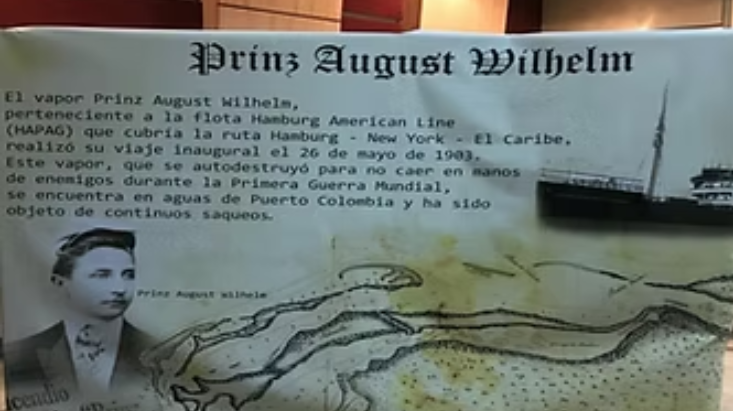 Prinz August Wilhelm
El vapor Prinz August Wilhelm,
perteneciente a la flota Hamburg American Line
(HAPAG) que cubría la ruta Hamburg - New York - El Caribe,
realizó su viaje inaugural el 26 de mayo de 1903.
Este vapor, que se autodestruyó para no caer en manos
de enemigos durante la Primera Guerra Mundial,
se encuentra en aguas de Puerto Colombia y ha sido
objeto de continuos saqueos.
Prinz August Wilhelm